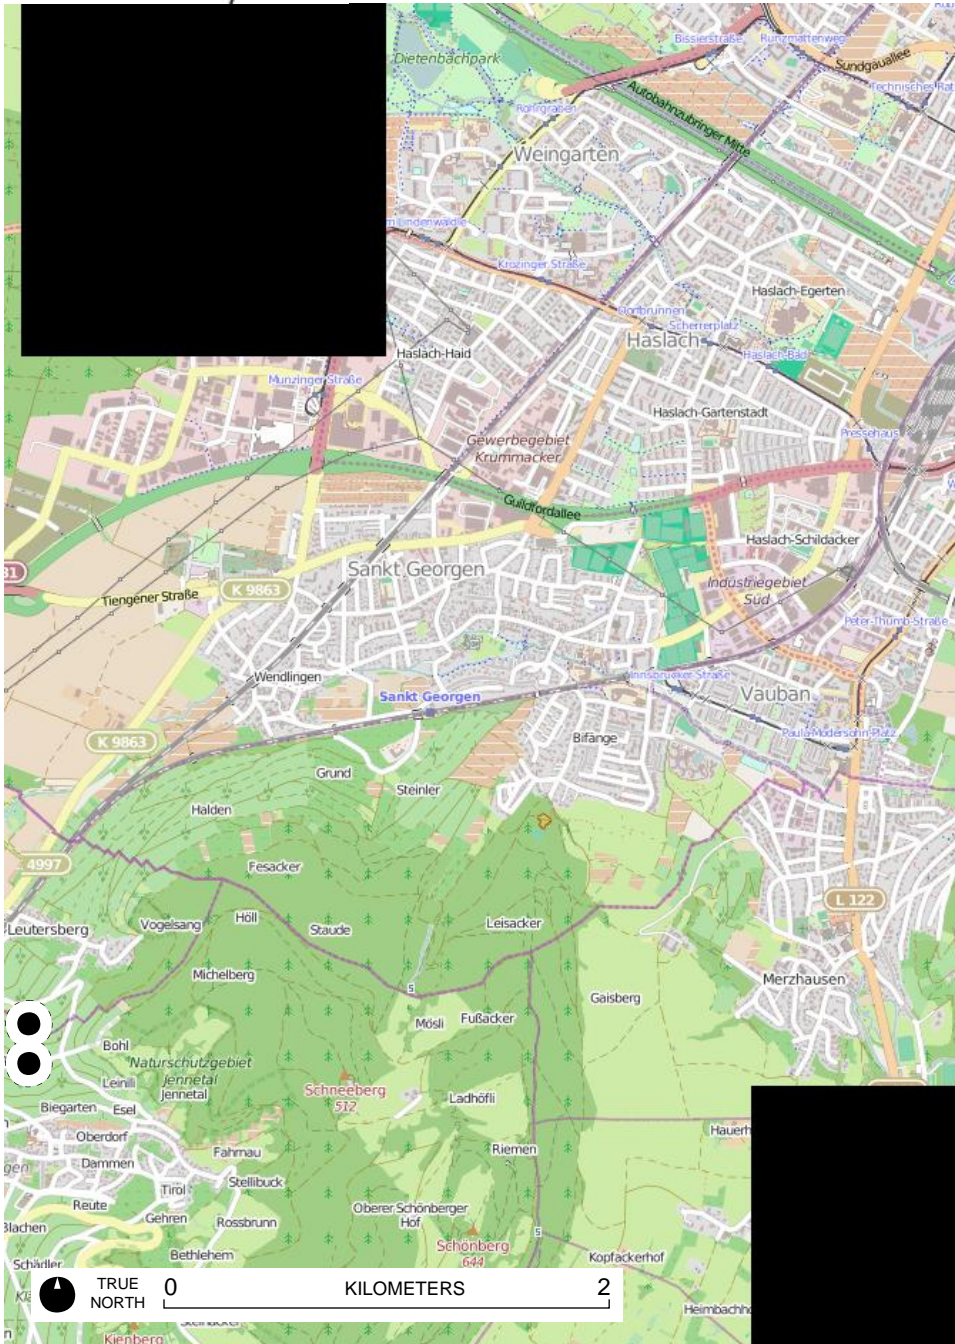 Bissierstraße
Runzmattenweg
Dietenbachpark
Sundgauallee
Technisches Rat
Rohrgraben
Autobahnzubringer Mitte
Weingarten
m Lindenwäldle
Krozinger Straße
Haslach-Egerten
Dorfbrunnen
Scherrerplatz
Haslach
Haslach-Bad
Haslach-Haid
Munzinger Straße
Haslach-Gartenstadt
Pressehaus
Gewerbegebiet
Krummacker
Guildfordallee
Haslach-Schildacker
Sankt Georgen
31
K 9863
Industriegebiet
Süd
Tiengener Straße
Peter-Thumb-Straße
Wendlingen
Innsbrucker Straße
Sankt Georgen
Vauban
K 9863
Bifänge
Paula-Modersohn-Platz
Grund
Steinler
Halden
4997
Fesacker
L 122
Höll
Vogelsang
Leutersberg
Staude
Leisacker
Michelberg
Merzhausen
S
Gaisberg
Mösli
Fußacker
Bohl
Naturschutzgebiet
Jennetal
Leinili
Jennetal
Schneeberg
512
Ladhöfli
Biegarten
Esel
Oberdorf
Hauerh
Fahrnau
Riemen
Dammen
gen
Tirol
Stellibuck
Reute
Oberer Schönberger
Hof
Gehren
Rossbrunn
Blachen
S
Schönberg
644
Bethlehem
Kopfackerhof
Schädler
TRUE
NORTH
0
KILOMETERS
2
Heimbachho
Kienberg